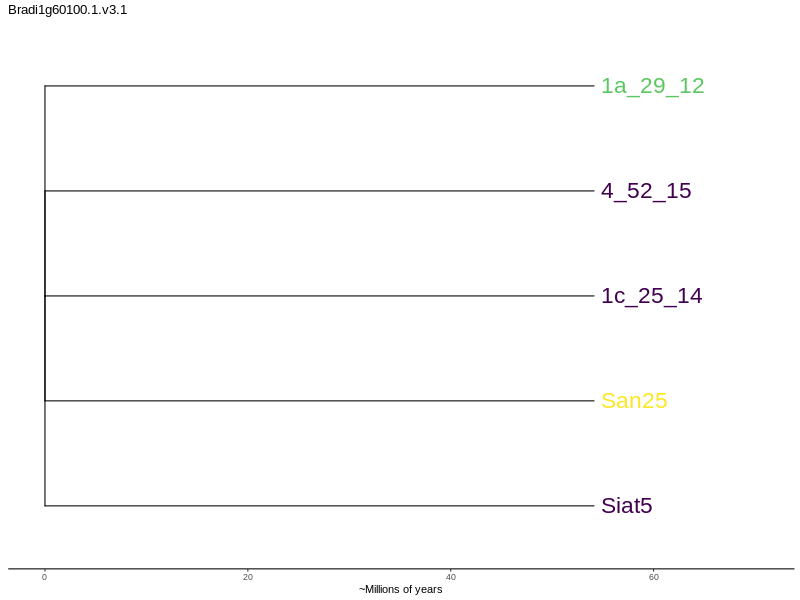 Bradi1g60100.1.v3.1
1a_29_12
4_52_15
1c_25_14
San25
Siat5
0 20 40 60
~Millions of years